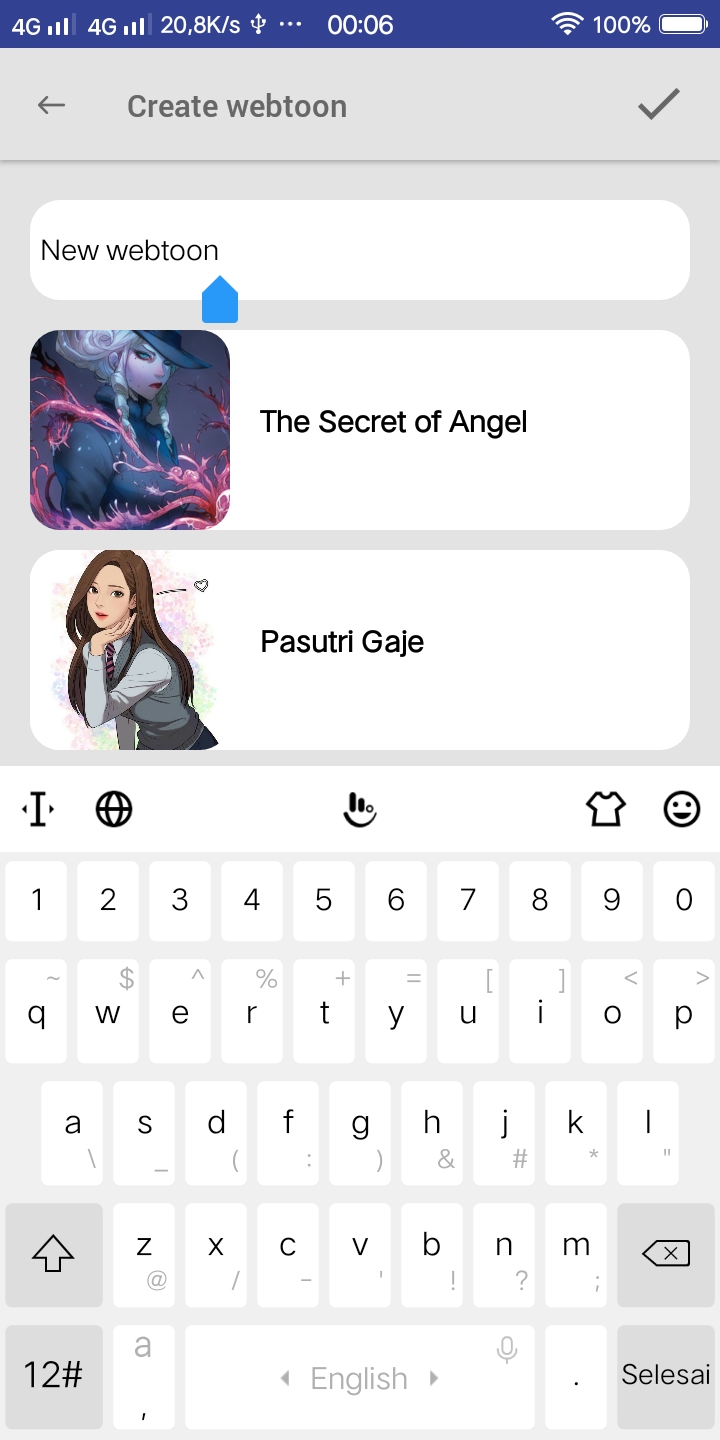 4G 4G 20,8K/s ... 00:06 100%
Create webtoon
New webtoon
The Secret of Angel
Pasutri Gaje
1 2 3 4 5 6 7 8 9 0
~ $ ^ % + = [ ] < >
q w e r t y u i o p
a s d f g h j k l
\ _ ( : ) & # * "
z x c v b n m
@ / – ' ! ? ;
12# a , English . Selesai